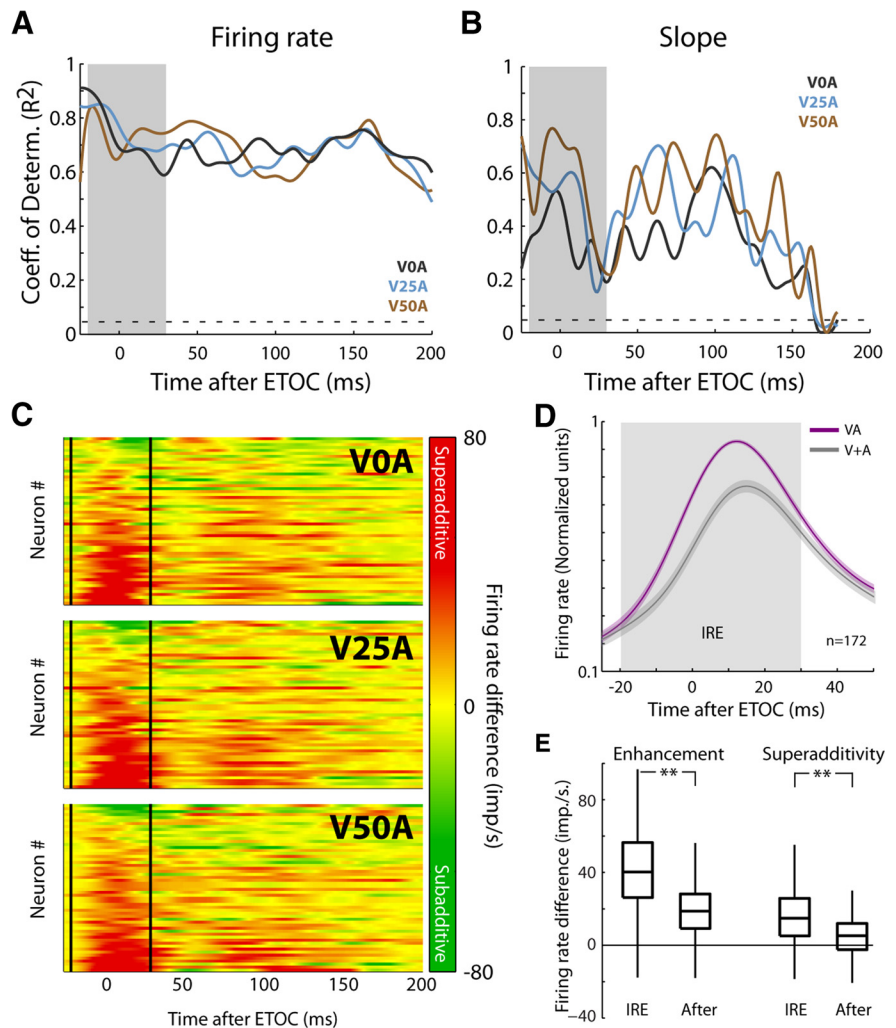 A
Firing rate
Coeff. of Determ. (R²)
1
0.8
0.6
0.4
0.2
0
V0A
V25A
V50A
0
50
100
150
200
Time after ETOC (ms)
B
Slope
V0A
V25A
V50A
1
0.8
0.6
0.4
0.2
0
0
50
100
150
200
Time after ETOC (ms)
C
V0A
Neuron #
V25A
Neuron #
V50A
Neuron #
0
50
100
150
200
Time after ETOC (ms)
80
Superadditive
0
Subadditive
-80
Firing rate difference (imp/s)
D
1
0.1
Firing rate (Normalized units)
VA
V+A
IRE
n=172
-20
0
20
40
Time after ETOC (ms)
E
Enhancement
Superadditivity
**
**
Firing rate difference (imp./s.)
80
40
0
-40
IRE
After
IRE
After